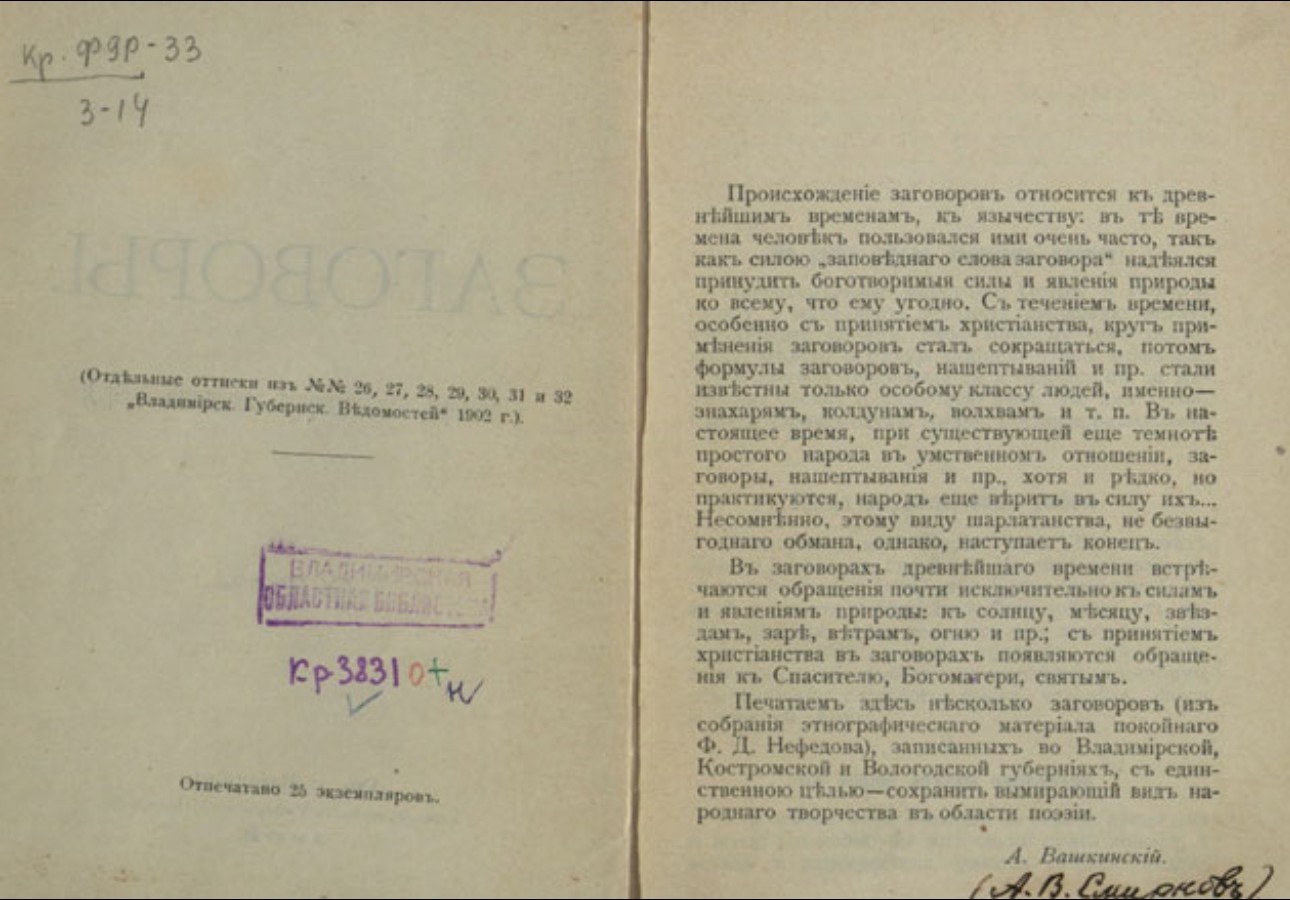 Кр. ФДР-33
З-14
ЗАГОВОРЫ
(Отдѣльные оттиски изъ №№ 26, 27, 28, 29, 30, 31 и 32
„Владимірск. Губернск. Вѣдомостей“ 1902 г.).
ВЛАДИМИРСКАЯ
ОБЛАСТНАЯ БИБЛИОТЕКА
Кр 3831 0+
н
Отпечатано 25 экземпляровъ.
Происхожденіе заговоровъ относится къ древ-
нѣйшимъ временамъ, къ язычеству: въ тѣ вре-
мена человѣкъ пользовался ими очень часто, такъ
какъ силою „заповѣднаго слова заговора“ надѣялся
принудить боготворимыя силы и явленія природы
ко всему, что ему угодно. Съ теченіемъ времени,
особенно съ принятіемъ христіанства, кругъ при-
мѣненія заговоровъ сталъ сокращаться, потомъ
формулы заговоровъ, нашептываній и пр. стали
извѣстны только особому классу людей, именно—
знахарямъ, колдунамъ, волхвамъ и т. п. Въ на-
стоящее время, при существующей еще темнотѣ
простого народа въ умственномъ отношеніи, за-
говоры, нашептыванія и пр., хотя и рѣдко, но
практикуются, народъ еще вѣритъ въ силу ихъ...
Несомнѣнно, этому виду шарлатанства, не безвы-
годнаго обмана, однако, наступаетъ конецъ.
Въ заговорахъ древнѣйшаго времени встрѣ-
чаются обращенія почти исключительно къ силамъ
и явленіямъ природы: къ солнцу, мѣсяцу, звѣз-
дамъ, зарѣ, вѣтрамъ, огню и пр.; съ принятіемъ
христіанства въ заговорахъ появляются обраще-
нія къ Спасителю, Богоматери, святымъ.
Печатаемъ здѣсь нѣсколько заговоровъ (изъ
собранія этнографическаго матеріала покойнаго
Ф. Д. Нефедова), записанныхъ во Владимірской,
Костромской и Вологодской губерніяхъ, съ един-
ственною цѣлью—сохранить вымирающій видъ на-
роднаго творчества въ области поэзіи.
А. Вашкинскій.
(А. В. Смирновъ)